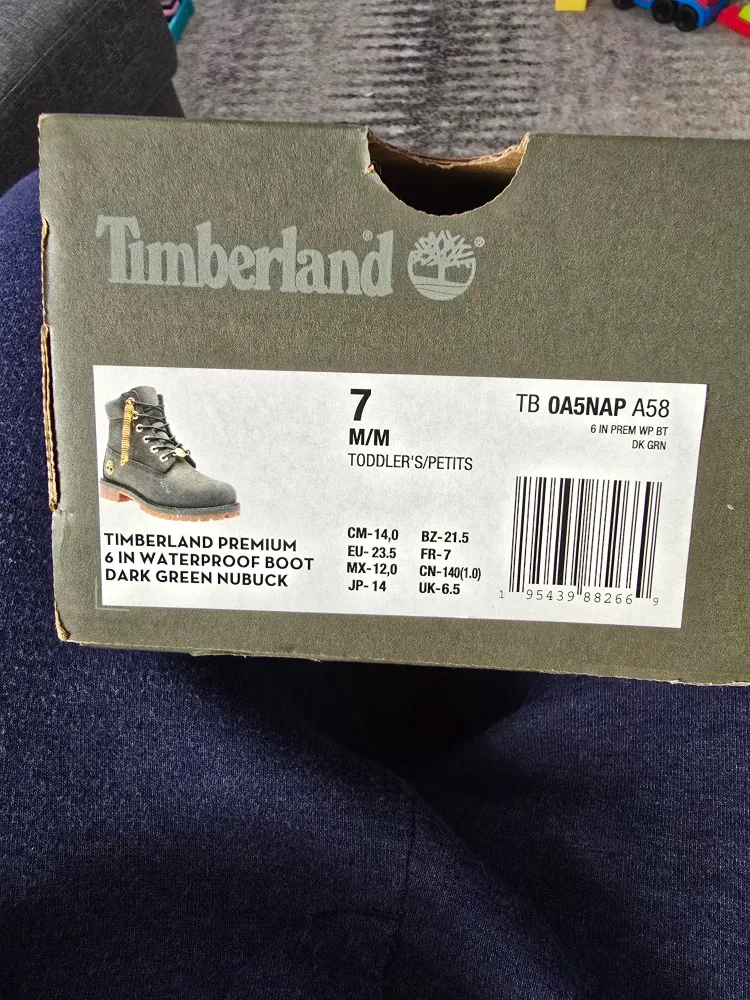 Timberland® ®
7
M/M
TODDLER'S/PETITS
TB 0A5NAP A58
6 IN PREM WP BT
DK GRN
TIMBERLAND PREMIUM
6 IN WATERPROOF BOOT
DARK GREEN NUBUCK
CM-14,0 BZ-21.5
EU-23.5 FR-7
MX-12,0 CN-140(1.0)
JP-14 UK-6.5
1 95439 88266 9